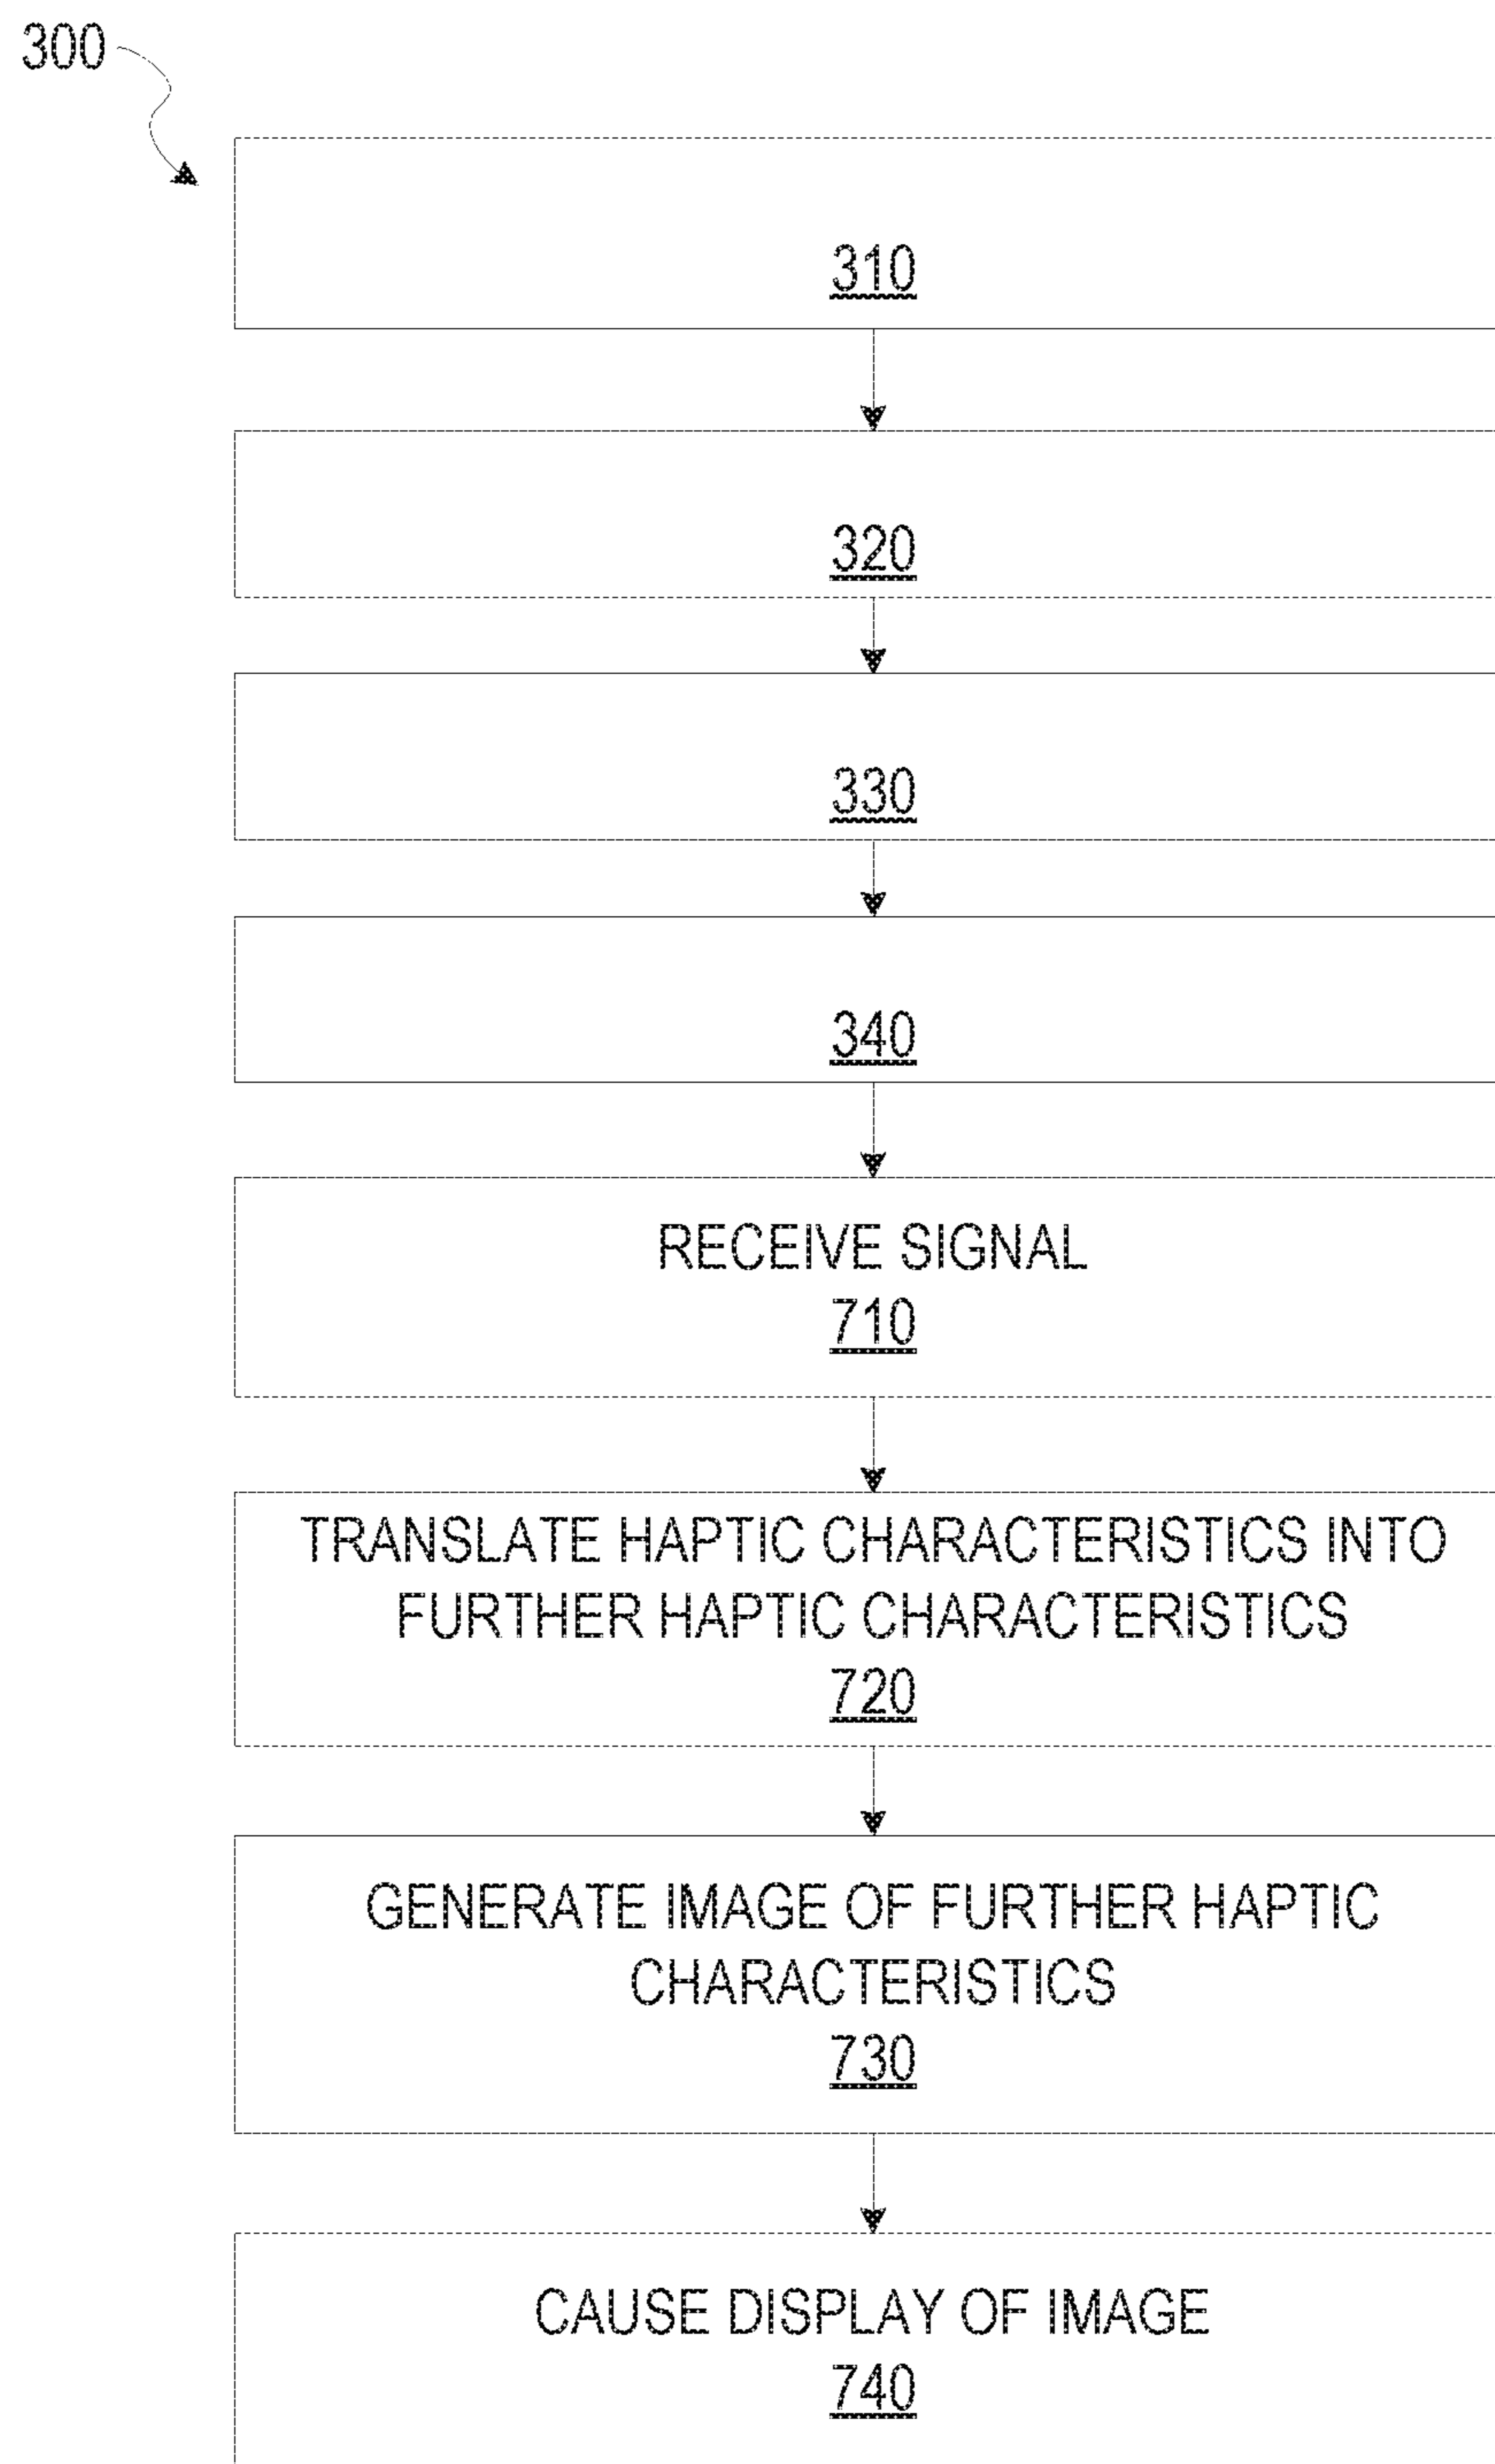 300
310
320
330
340
RECEIVE SIGNAL
710
TRANSLATE HAPTIC CHARACTERISTICS INTO
FURTHER HAPTIC CHARACTERISTICS
720
GENERATE IMAGE OF FURTHER HAPTIC
CHARACTERISTICS
730
CAUSE DISPLAY OF IMAGE
740